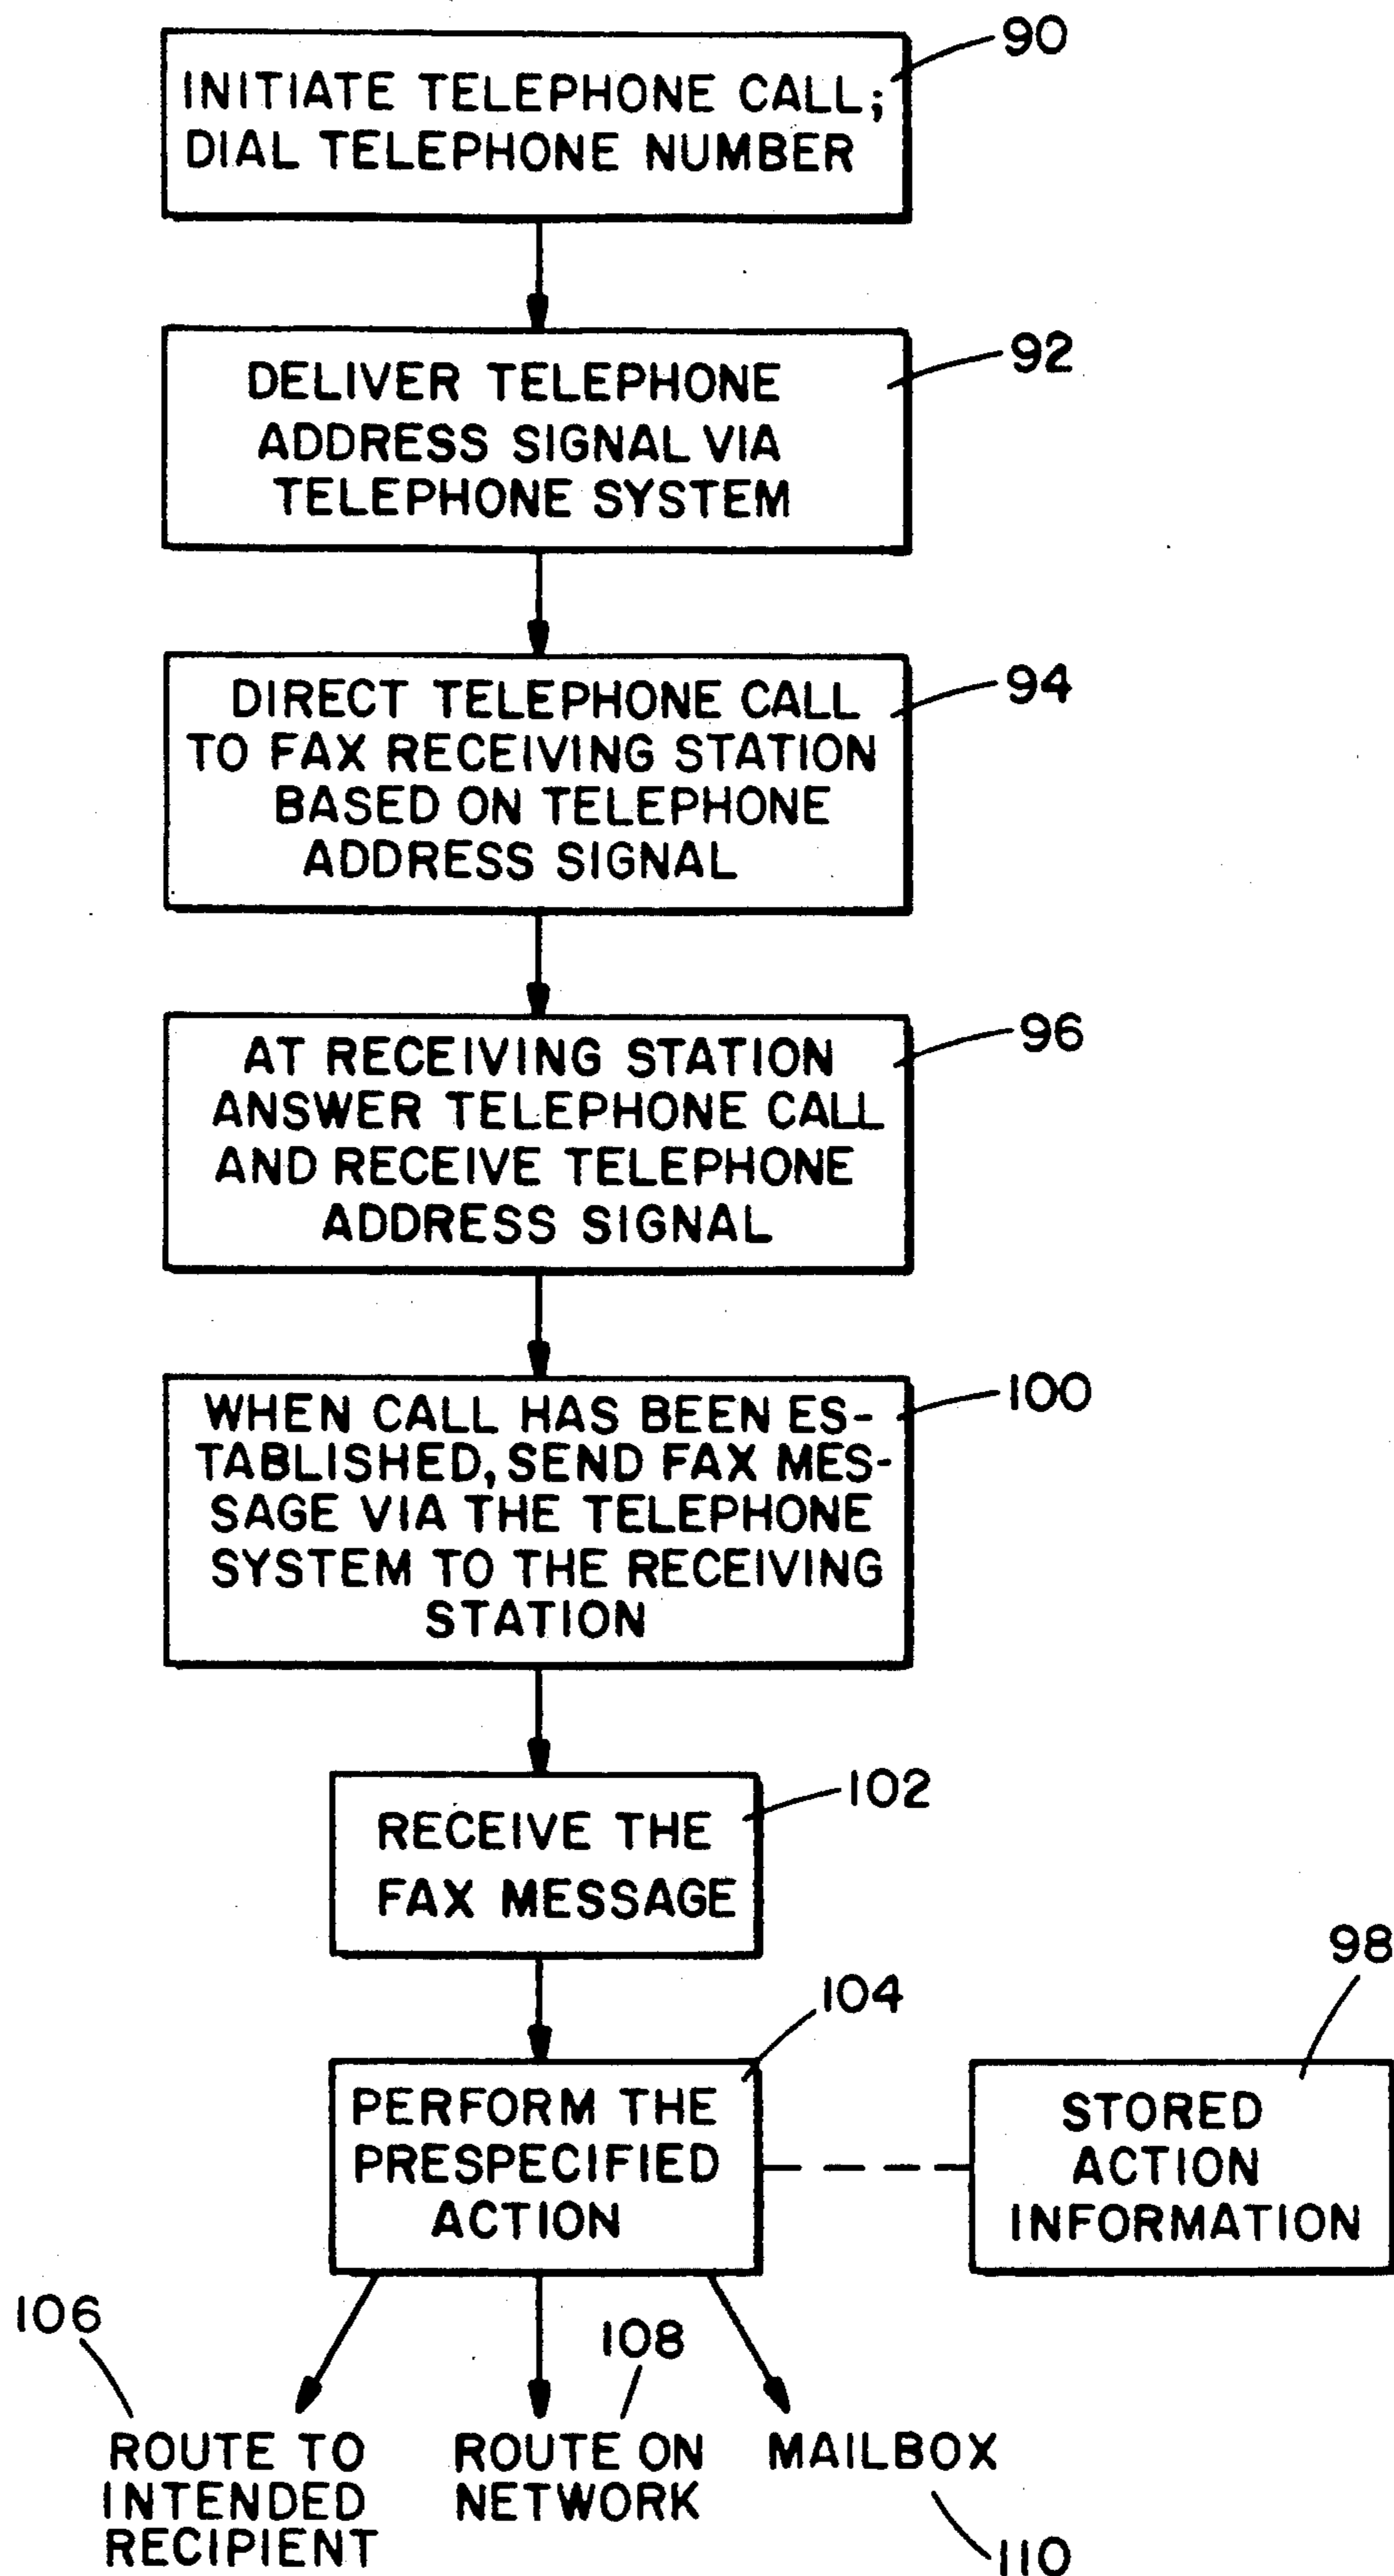 90
INITIATE TELEPHONE CALL;
DIAL TELEPHONE NUMBER
92
DELIVER TELEPHONE
ADDRESS SIGNAL VIA
TELEPHONE SYSTEM
94
DIRECT TELEPHONE CALL
TO FAX RECEIVING STATION
BASED ON TELEPHONE
ADDRESS SIGNAL
96
AT RECEIVING STATION
ANSWER TELEPHONE CALL
AND RECEIVE TELEPHONE
ADDRESS SIGNAL
100
WHEN CALL HAS BEEN ES-
TABLISHED, SEND FAX MES-
SAGE VIA THE TELEPHONE
SYSTEM TO THE RECEIVING
STATION
102
RECEIVE THE
FAX MESSAGE
104
PERFORM THE
PRESPECIFIED
ACTION
98
STORED
ACTION
INFORMATION
106
ROUTE TO
INTENDED
RECIPIENT
108
ROUTE ON
NETWORK
MAILBOX
110